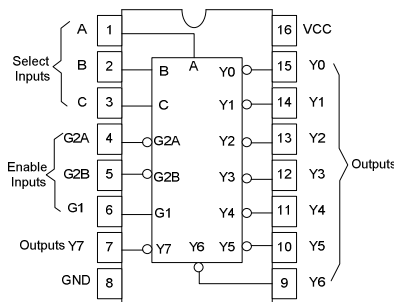 A 1 16 VCC
Select Inputs
B 2 B A Y0 15 Y0
C 3 C Y1 14 Y1
G2A 4 G2A Y2 13 Y2
Enable Inputs
G2B 5 G2B Y3 12 Y3
Outputs
G1 6 G1 Y4 11 Y4
Outputs Y7 7 Y7 Y6 Y5 10 Y5
GND 8 9 Y6